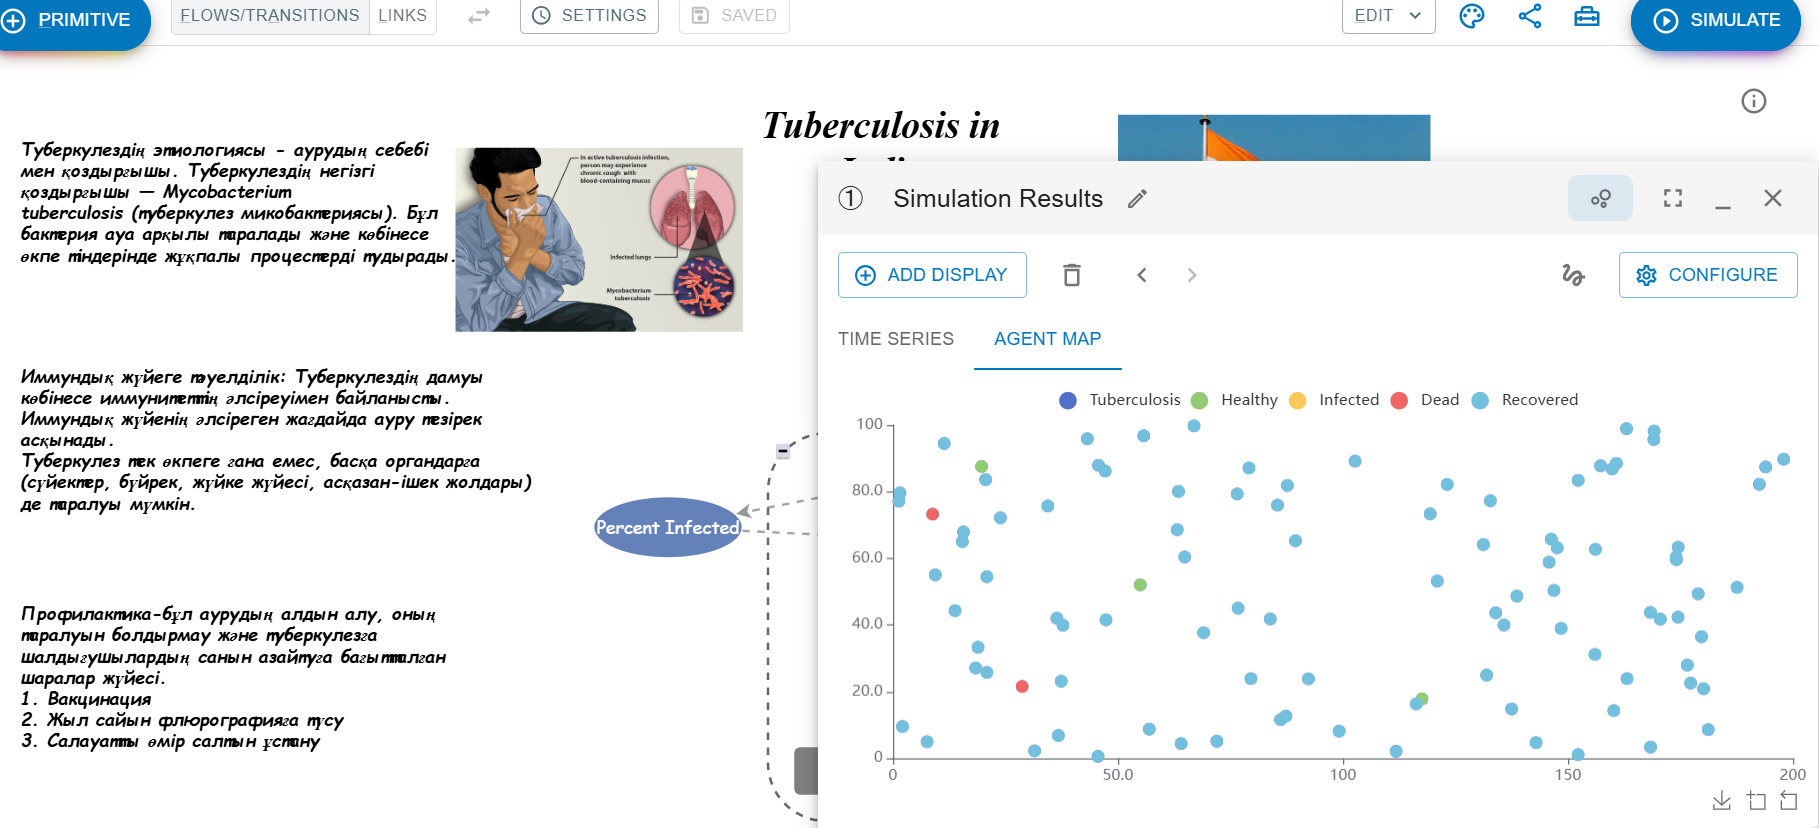 PRIMITIVE
FLOWS/TRANSITIONS
LINKS
SETTINGS
SAVED
EDIT
SIMULATE
Tuberculosis in
Туберкулездің этиологиясы - аурудың себебі
мен қоздырғышы. Туберкулездің негізгі
қоздырғышы — Mycobacterium
tuberculosis (туберкулез микобактериясы). Бұл
бактерия ауа арқылы таралады және көбінесе
өкпе тіндерінде жұқпалы процестерді тудырады.
In active tuberculosis infection,
person may experience
chronic cough with
blood-containing mucus
Infected lungs
Mycobacterium
tuberculosis
Иммундық жүйеге тәуелділік: Туберкулездің дамуы
көбінесе иммунитеттің әлсіреуімен байланысты.
Иммундық жүйенің әлсіреген жағдайда ауру тезірек
асқынады.
Туберкулез тек өкпеге ғана емес, басқа органдарға
(сүйектер, бүйрек, жүйке жүйесі, асқазан-ішек жолдары)
де таралуы мүмкін.
Percent Infected
Профилактика-бұл аурудың алдын алу, оның
таралуын болдырмау және туберкулезға
шалдығушылардың санын азайтуға бағытталған
шаралар жүйесі.
1. Вакцинация
2. Жыл сайын флюрографияға түсу
3. Салауатты өмір салтын ұстану
① Simulation Results
ADD DISPLAY
CONFIGURE
TIME SERIES
AGENT MAP
Tuberculosis Healthy Infected Dead Recovered
100
80.0
60.0
40.0
20.0
0
0 50.0 100 150 200